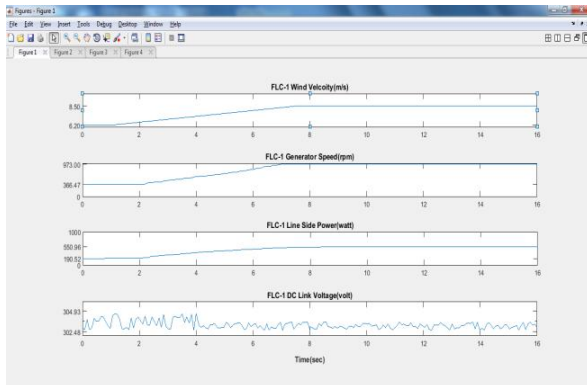 Figures - Figure 1
File Edit View Insert Tools Debug Desktop Window Help
Figure 1 Figure 2 Figure 3 Figure 4
FLC-1 Wind Velcoity(m/s)
8.50
6.20
0 2 4 6 8 10 12 14 16
FLC-1 Generator Speed(rpm)
973.00
366.47
0
0 2 4 6 8 10 12 14 16
FLC-1 Line Side Power(watt)
1000
550.96
190.52
0
0 2 4 6 8 10 12 14 16
FLC-1 DC Link Voltage(volt)
304.93
302.48
0 2 4 6 8 10 12 14 16
Time(sec)